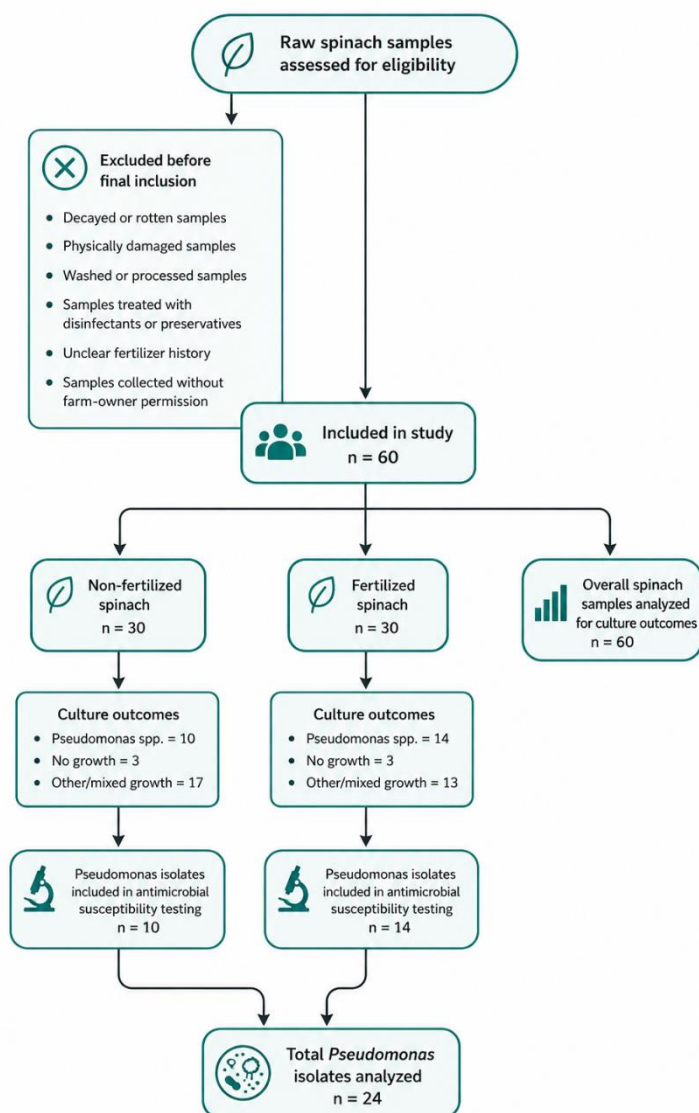 Raw spinach samples
assessed for eligibility
Excluded before
final inclusion
• Decayed or rotten samples
• Physically damaged samples
• Washed or processed samples
• Samples treated with
disinfectants or preservatives
• Unclear fertilizer history
• Samples collected without
farm-owner permission
Included in study
n = 60
Non-fertilized
spinach
n = 30
Fertilized
spinach
n = 30
Overall spinach
samples analyzed
for culture outcomes
n = 60
Culture outcomes
• Pseudomonas spp. = 10
• No growth = 3
• Other/mixed growth = 17
Culture outcomes
• Pseudomonas spp. = 14
• No growth = 3
• Other/mixed growth = 13
Pseudomonas isolates
included in antimicrobial
susceptibility testing
n = 10
Pseudomonas isolates
included in antimicrobial
susceptibility testing
n = 14
Total Pseudomonas
isolates analyzed
n = 24